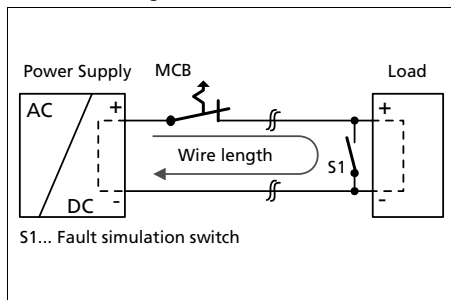 Power Supply MCB Load
AC + +
Wire length
S1
DC - -
S1... Fault simulation switch